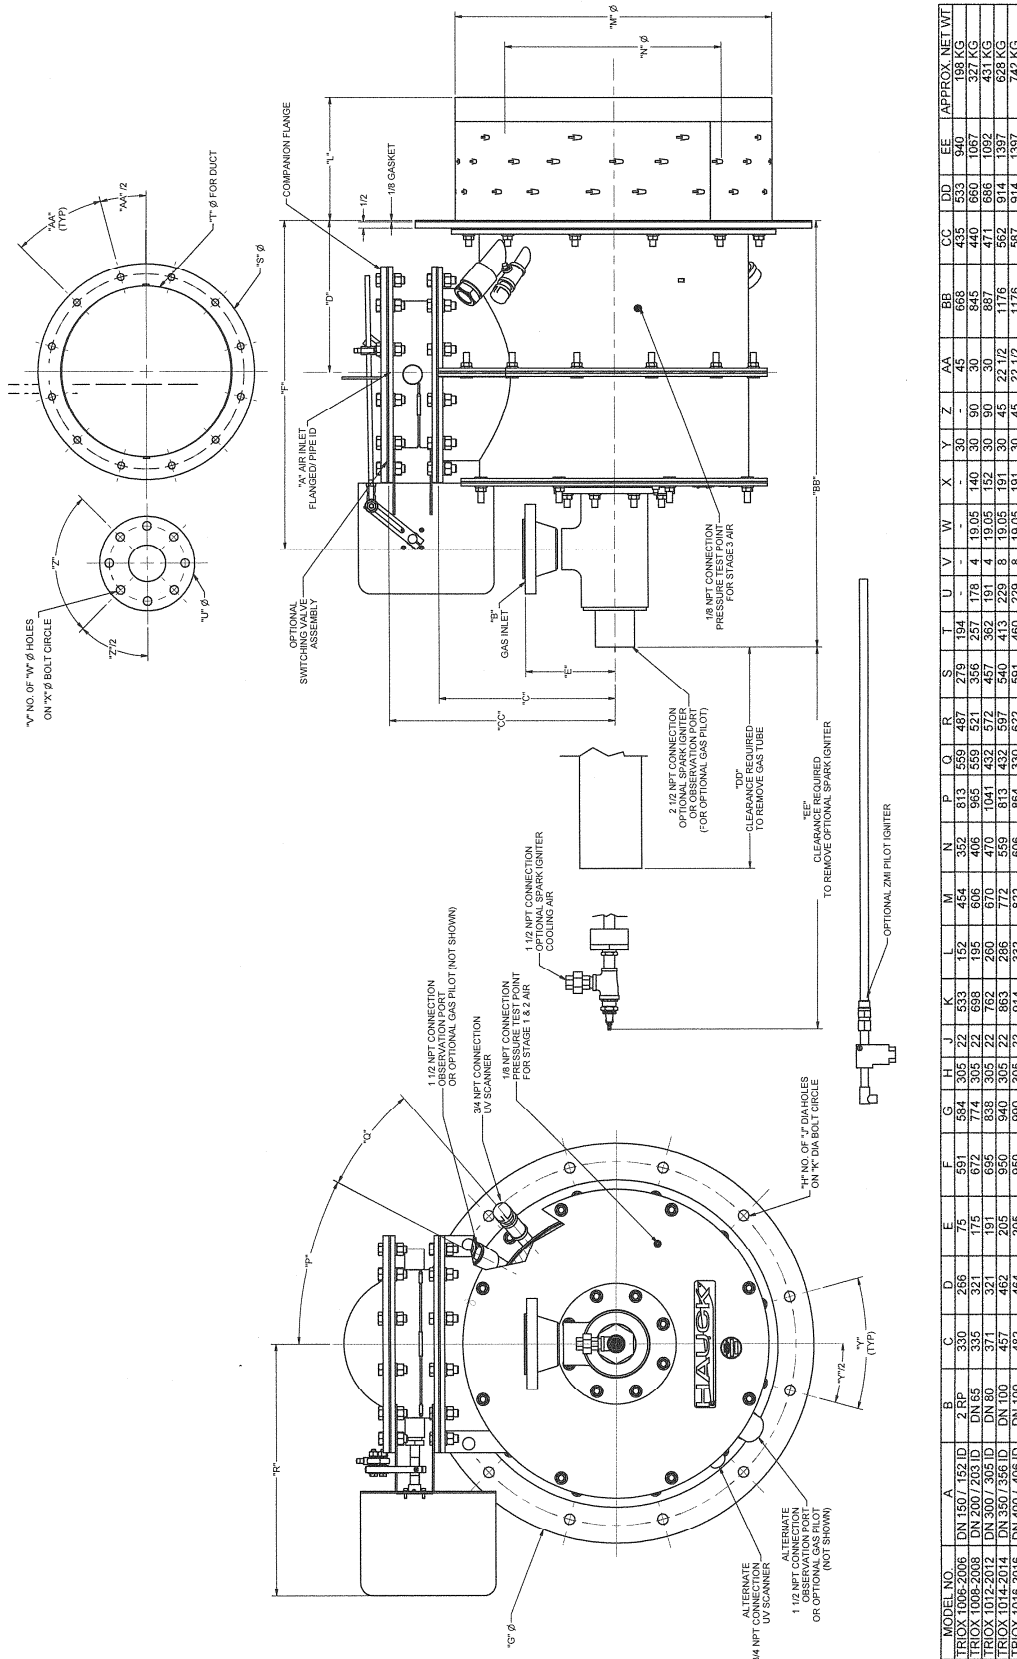 "V" NO. OF "W" Ø HOLES
ON "X" Ø BOLT CIRCLE
"Z"
"Z"/2
"U" Ø
"AA"
(TYP)
"AA" /2
"T" Ø FOR DUCT
"S" Ø
OPTIONAL
SWITCHING VALVE
ASSEMBLY
"A" AIR INLET
FLANGED/ PIPE ID
"F"
"D"
COMPANION FLANGE
1/2
1/8 GASKET
"L"
"M" Ø
"N" Ø
"B"
GAS INLET
"E"
"C"
"CC"
1/8 NPT CONNECTION
PRESSURE TEST POINT
FOR STAGE 3 AIR
"BB"
2 1/2 NPT CONNECTION
OPTIONAL SPARK IGNITER
OR OBSERVATION PORT
(FOR OPTIONAL GAS PILOT)
"DD"
CLEARANCE REQUIRED
TO REMOVE GAS TUBE
"EE"
CLEARANCE REQUIRED
TO REMOVE OPTIONAL SPARK IGNITER
1 1/2 NPT CONNECTION
OPTIONAL SPARK IGNITER
COOLING AIR
OPTIONAL ZMI PILOT IGNITER
1 1/2 NPT CONNECTION
OBSERVATION PORT
OR OPTIONAL GAS PILOT (NOT SHOWN)
3/4 NPT CONNECTION
UV SCANNER
1/8 NPT CONNECTION
PRESSURE TEST POINT
FOR STAGE 1 & 2 AIR
"Q"
"P"
"R"
"H" NO. OF "J" DIA HOLES
ON "K" DIA BOLT CIRCLE
HAUCK
"Y"
(TYP)
"Y"/2
"G" Ø
ALTERNATE
3/4 NPT CONNECTION
UV SCANNER
ALTERNATE
1 1/2 NPT CONNECTION
OBSERVATION PORT
OR OPTIONAL GAS PILOT
(NOT SHOWN)
MODEL NO. A B C D E F G H J K L M N P Q R S T U V W X Y Z AA BB CC DD EE APPROX. NET WT
TRIOX 1006-2006 DN 150 / 152 ID 2 RP 330 266 75 591 584 305 22 533 152 454 352 813 559 487 279 194 - - - - 30 - 45 668 435 533 940 198 KG
TRIOX 1008-2008 DN 200 / 203 ID DN 65 335 321 175 672 774 305 22 698 195 606 406 965 559 521 356 257 178 4 19.05 140 30 90 30 845 440 660 1067 327 KG
TRIOX 1012-2012 DN 300 / 305 ID DN 80 371 321 191 695 838 305 22 762 260 670 470 1041 432 572 457 362 191 4 19.05 152 30 90 30 887 471 686 1092 431 KG
TRIOX 1014-2014 DN 350 / 356 ID DN 100 457 462 205 950 940 305 22 863 286 772 559 813 432 597 540 413 229 8 19.05 191 30 45 22 1/2 1176 562 914 1397 628 KG